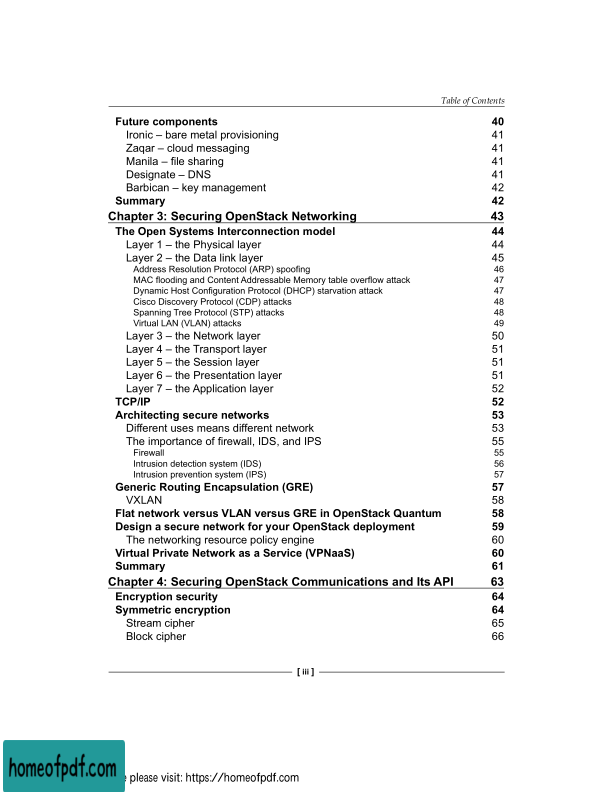 Table of Contents
Future components 40
Ironic – bare metal provisioning 41
Zaqar – cloud messaging 41
Manila – file sharing 41
Designate – DNS 41
Barbican – key management 42
Summary 42
Chapter 3: Securing OpenStack Networking 43
The Open Systems Interconnection model 44
Layer 1 – the Physical layer 44
Layer 2 – the Data link layer 45
Address Resolution Protocol (ARP) spoofing 46
MAC flooding and Content Addressable Memory table overflow attack 47
Dynamic Host Configuration Protocol (DHCP) starvation attack 47
Cisco Discovery Protocol (CDP) attacks 48
Spanning Tree Protocol (STP) attacks 48
Virtual LAN (VLAN) attacks 49
Layer 3 – the Network layer 50
Layer 4 – the Transport layer 51
Layer 5 – the Session layer 51
Layer 6 – the Presentation layer 51
Layer 7 – the Application layer 52
TCP/IP 52
Architecting secure networks 53
Different uses means different network 53
The importance of firewall, IDS, and IPS 55
Firewall 55
Intrusion detection system (IDS) 56
Intrusion prevention system (IPS) 57
Generic Routing Encapsulation (GRE) 57
VXLAN 58
Flat network versus VLAN versus GRE in OpenStack Quantum 58
Design a secure network for your OpenStack deployment 59
The networking resource policy engine 60
Virtual Private Network as a Service (VPNaaS) 60
Summary 61
Chapter 4: Securing OpenStack Communications and Its API 63
Encryption security 64
Symmetric encryption 64
Stream cipher 65
Block cipher 66
[ iii ]
homeofpdf.com
please visit: https://homeofpdf.com